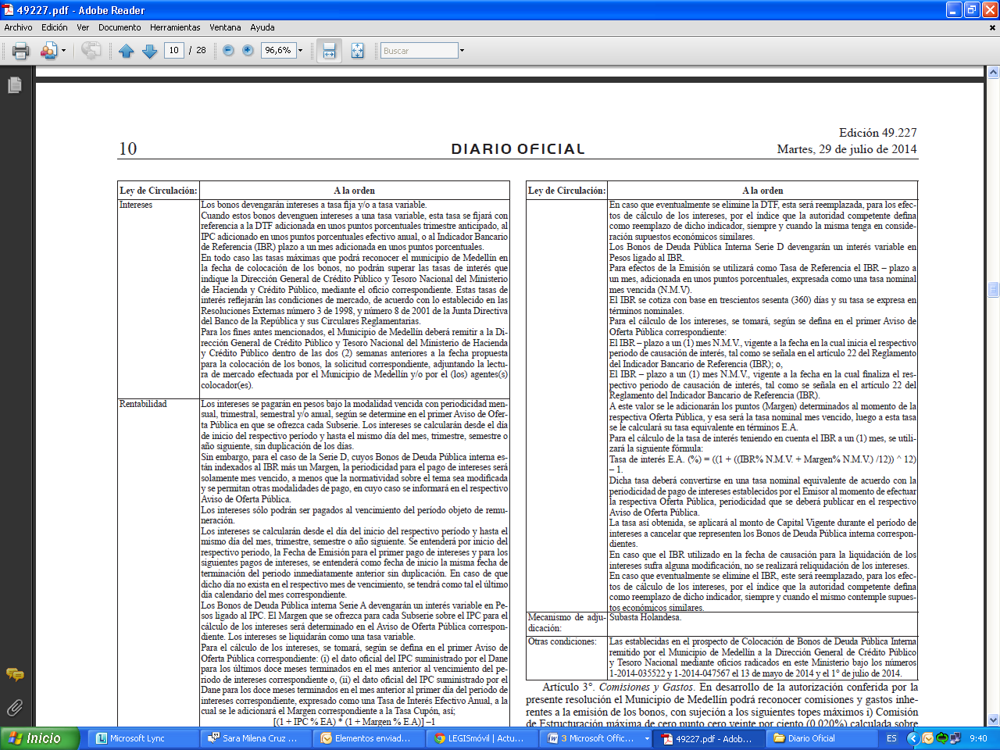 49227.pdf - Adobe Reader
Archivo Edición Ver Documento Herramientas Ventana Ayuda
10 / 28 96,6% Buscar
Edición 49.227
10 DIARIO OFICIAL Martes, 29 de julio de 2014
Ley de Circulación: A la orden
Intereses Los bonos devengarán intereses a tasa fija y/o a tasa variable.
Cuando estos bonos devenguen intereses a una tasa variable, esta tasa se fijará con
referencia a la DTF adicionada en unos puntos porcentuales trimestre anticipado, al
IPC adicionado en unos puntos porcentuales efectivo anual, o al Indicador Bancario
de Referencia (IBR) plazo a un mes adicionada en unos puntos porcentuales.
En todo caso las tasas máximas que podrá reconocer el municipio de Medellín en
la fecha de colocación de los bonos, no podrán superar las tasas de interés que
indique la Dirección General de Crédito Público y Tesoro Nacional del Ministerio
de Hacienda y Crédito Público, mediante el oficio correspondiente. Estas tasas de
interés reflejarán las condiciones de mercado, de acuerdo con lo establecido en las
Resoluciones Externas número 3 de 1998, y número 8 de 2001 de la Junta Directiva
del Banco de la República y sus Circulares Reglamentarias.
Para los fines antes mencionados, el Municipio de Medellín deberá remitir a la Di-
rección General de Crédito Público y Tesoro Nacional del Ministerio de Hacienda
y Crédito Público dentro de las dos (2) semanas anteriores a la fecha propuesta
para la colocación de los bonos, la solicitud correspondiente, adjuntando la lectu-
ra de mercado efectuada por el Municipio de Medellín y/o por el (los) agentes(s)
colocador(es).
Rentabilidad Los intereses se pagarán en pesos bajo la modalidad vencida con periodicidad men-
sual, trimestral, semestral y/o anual, según se determine en el primer Aviso de Ofer-
ta Pública en que se ofrezca cada Subserie. Los intereses se calcularán desde el día
de inicio del respectivo período y hasta el mismo día del mes, trimestre, semestre o
año siguiente, sin duplicación de los días.
Sin embargo, para el caso de la Serie D, cuyos Bonos de Deuda Pública interna es-
tán indexados al IBR más un Margen, la periodicidad para el pago de intereses será
solamente mes vencido, a menos que la normatividad sobre el tema sea modificada
y se permitan otras modalidades de pago, en cuyo caso se informará en el respectivo
Aviso de Oferta Pública.
Los intereses sólo podrán ser pagados al vencimiento del período objeto de remu-
neración.
Los intereses se calcularán desde el día del inicio del respectivo período y hasta el
mismo día del mes, trimestre, semestre o año siguiente. Se entenderá por inicio del
respectivo periodo, la Fecha de Emisión para el primer pago de intereses y para los
siguientes pagos de intereses, se entenderá como fecha de inicio la misma fecha de
terminación del periodo inmediatamente anterior sin duplicación. En caso de que
dicho día no exista en el respectivo mes de vencimiento, se tendrá como tal el último
día calendario del mes correspondiente.
Los Bonos de Deuda Pública interna Serie A devengarán un interés variable en Pe-
sos ligado al IPC. El Margen que se ofrezca para cada Subserie sobre el IPC para el
cálculo de los intereses será determinado en el Aviso de Oferta Pública correspon-
diente. Los intereses se liquidarán como una tasa variable.
Para el cálculo de los intereses, se tomará, según se defina en el primer Aviso de
Oferta Pública correspondiente: (i) el dato oficial del IPC suministrado por el Dane
para los últimos doce meses terminados en el mes anterior al vencimiento del pe-
riodo de intereses correspondiente o, (ii) el dato oficial del IPC suministrado por el
Dane para los doce meses terminados en el mes anterior al primer día del periodo de
intereses correspondiente, expresado como una Tasa de Interés Efectivo Anual, a la
cual se le adicionará el Margen correspondiente a la Tasa Cupón, así;
[(1 + IPC % EA) * (1 + Margen % E.A)] –1
Ley de Circulación: A la orden
En caso que eventualmente se elimine la DTF, esta será reemplazada, para los efec-
tos de cálculo de los intereses, por el índice que la autoridad competente defina
como reemplazo de dicho indicador, siempre y cuando la misma tenga en conside-
ración supuestos económicos similares.
Los Bonos de Deuda Pública Interna Serie D devengarán un interés variable en
Pesos ligado al IBR.
Para efectos de la Emisión se utilizará como Tasa de Referencia el IBR – plazo a
un mes, adicionada en unos puntos porcentuales, expresada como una tasa nominal
mes vencida (N.M.V).
El IBR se cotiza con base en trescientos sesenta (360) días y su tasa se expresa en
términos nominales.
Para el cálculo de los intereses, se tomará, según se defina en el primer Aviso de
Oferta Pública correspondiente:
El IBR – plazo a un (1) mes N.M.V., vigente a la fecha en la cual inicia el respectivo
periodo de causación de interés, tal como se señala en el artículo 22 del Reglamento
del Indicador Bancario de Referencia (IBR); o,
El IBR – plazo a un (1) mes N.M.V., vigente a la fecha en la cual finaliza el res-
pectivo periodo de causación de interés, tal como se señala en el artículo 22 del
Reglamento del Indicador Bancario de Referencia (IBR).
A este valor se le adicionarán los puntos (Margen) determinados al momento de la
respectiva Oferta Pública, y esa será la tasa nominal mes vencido, luego a esta tasa
se le calculará su tasa equivalente en términos E.A.
Para el cálculo de la tasa de interés teniendo en cuenta el IBR a un (1) mes, se utili-
zará la siguiente fórmula:
Tasa de interés E.A. (%) = ((1 + ((IBR% N.M.V. + Margen% N.M.V.) /12)) ^ 12)
– 1.
Dicha tasa deberá convertirse en una tasa nominal equivalente de acuerdo con la
periodicidad de pago de intereses establecidos por el Emisor al momento de efectuar
la respectiva Oferta Pública, periodicidad que se deberá publicar en el respectivo
Aviso de Oferta Pública.
La tasa así obtenida, se aplicará al monto de Capital Vigente durante el período de
intereses a cancelar que representen los Bonos de Deuda Pública interna correspon-
dientes.
En caso que el IBR utilizado en la fecha de causación para la liquidación de los
intereses sufra alguna modificación, no se realizará reliquidación de los intereses.
En caso que eventualmente se elimine el IBR, este será reemplazado, para los efec-
tos de cálculo de los intereses, por el índice que la autoridad competente defina
como reemplazo de dicho indicador, siempre y cuando el mismo contemple supues-
tos económicos similares.
Mecanismo de adju- Subasta Holandesa.
dicación:
Otras condiciones: Las establecidas en el prospecto de Colocación de Bonos de Deuda Pública Interna
remitido por el Municipio de Medellín a la Dirección General de Crédito Público
y Tesoro Nacional mediante oficios radicados en este Ministerio bajo los números
1-2014-035522 y 1-2014-047567 el 13 de mayo de 2014 y el 1° de julio de 2014.
Artículo 3°. Comisiones y Gastos. En desarrollo de la autorización conferida por la
presente resolución el Municipio de Medellín podrá reconocer comisiones y gastos inhe-
rentes a la emisión de los bonos, con sujeción a los siguientes topes máximos i) Comisión
de Estructuración máxima de cero punto cero veinte por ciento (0.020%) calculada sobre
Inicio Microsoft Lync Sara Milena Cruz ... Elementos enviad... LEGISmóvil | Actu... 3 Microsoft Offic... 49227.pdf - Adob... Diario Oficial ES 9:40